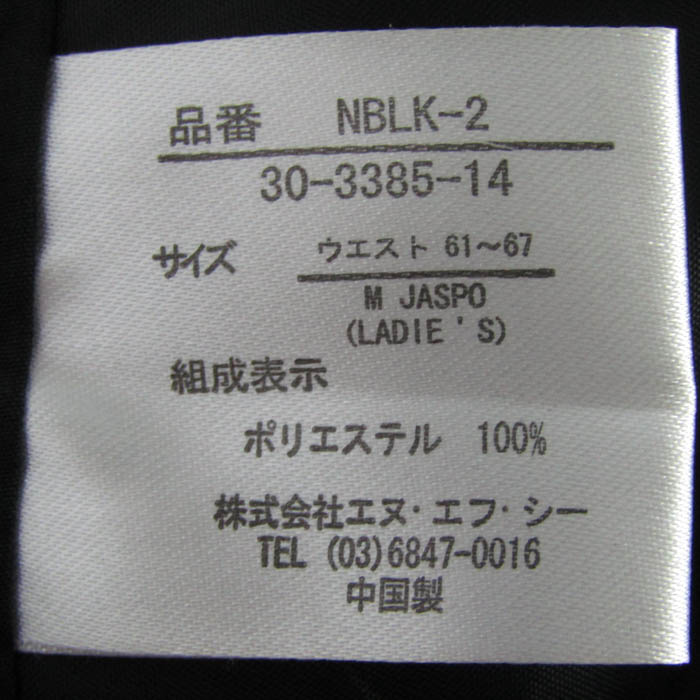 品番 NBLK-2
30-3385-14
サイズ ウエスト 61～67
M JASPO
(LADIE'S)
組成表示
ポリエステル 100%
株式会社エヌ・エフ・シー
TEL (03)6847-0016
中国製